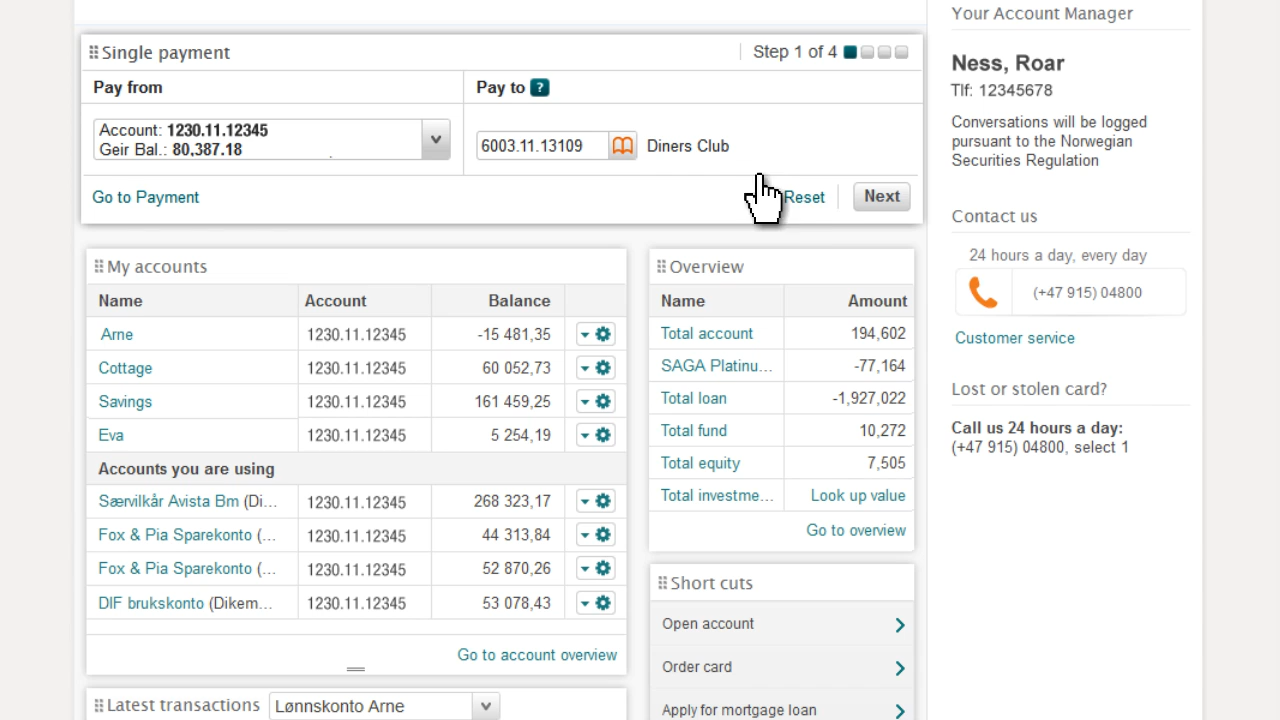 Single payment
Step 1 of 4
Pay from
Pay to ?
Account: 1230.11.12345
Geir Bal.: 80,387.18
6003.11.13109 Diners Club
Go to Payment
Reset
Next
My accounts
Name Account Balance
Arne 1230.11.12345 -15 481,35
Cottage 1230.11.12345 60 052,73
Savings 1230.11.12345 161 459,25
Eva 1230.11.12345 5 254,19
Accounts you are using
Særvilkår Avista Bm (Di... 1230.11.12345 268 323,17
Fox & Pia Sparekonto (... 1230.11.12345 44 313,84
Fox & Pia Sparekonto (... 1230.11.12345 52 870,26
DIF brukskonto (Dikem... 1230.11.12345 53 078,43
Go to account overview
Latest transactions Lønnskonto Arne
Overview
Name Amount
Total account 194,602
SAGA Platinu... -77,164
Total loan -1,927,022
Total fund 10,272
Total equity 7,505
Total investme... Look up value
Go to overview
Short cuts
Open account
Order card
Apply for mortgage loan
Your Account Manager
Ness, Roar
Tlf: 12345678
Conversations will be logged
pursuant to the Norwegian
Securities Regulation
Contact us
24 hours a day, every day
(+47 915) 04800
Customer service
Lost or stolen card?
Call us 24 hours a day:
(+47 915) 04800, select 1